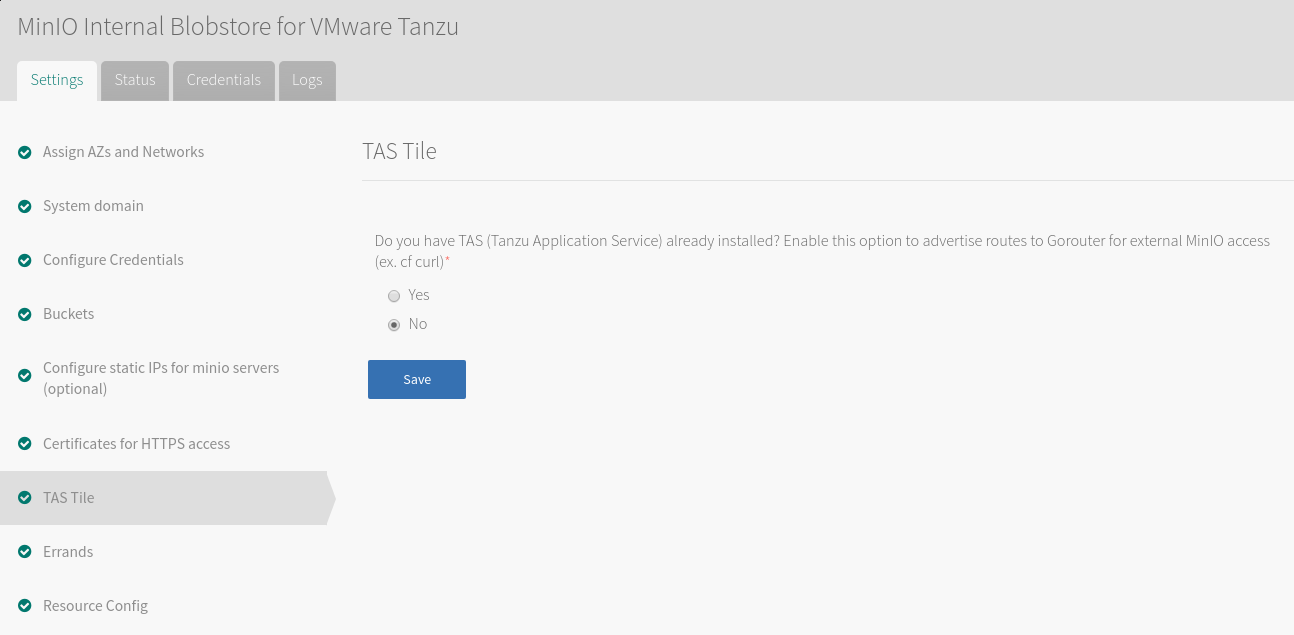 MinIO Internal Blobstore for VMware Tanzu
Settings
Status
Credentials
Logs
Assign AZs and Networks
System domain
Configure Credentials
Buckets
Configure static IPs for minio servers
(optional)
Certificates for HTTPS access
TAS Tile
Errands
Resource Config
TAS Tile
Do you have TAS (Tanzu Application Service) already installed? Enable this option to advertise routes to Gorouter for external MinIO access
(ex. cf curl)*
Yes
No
Save